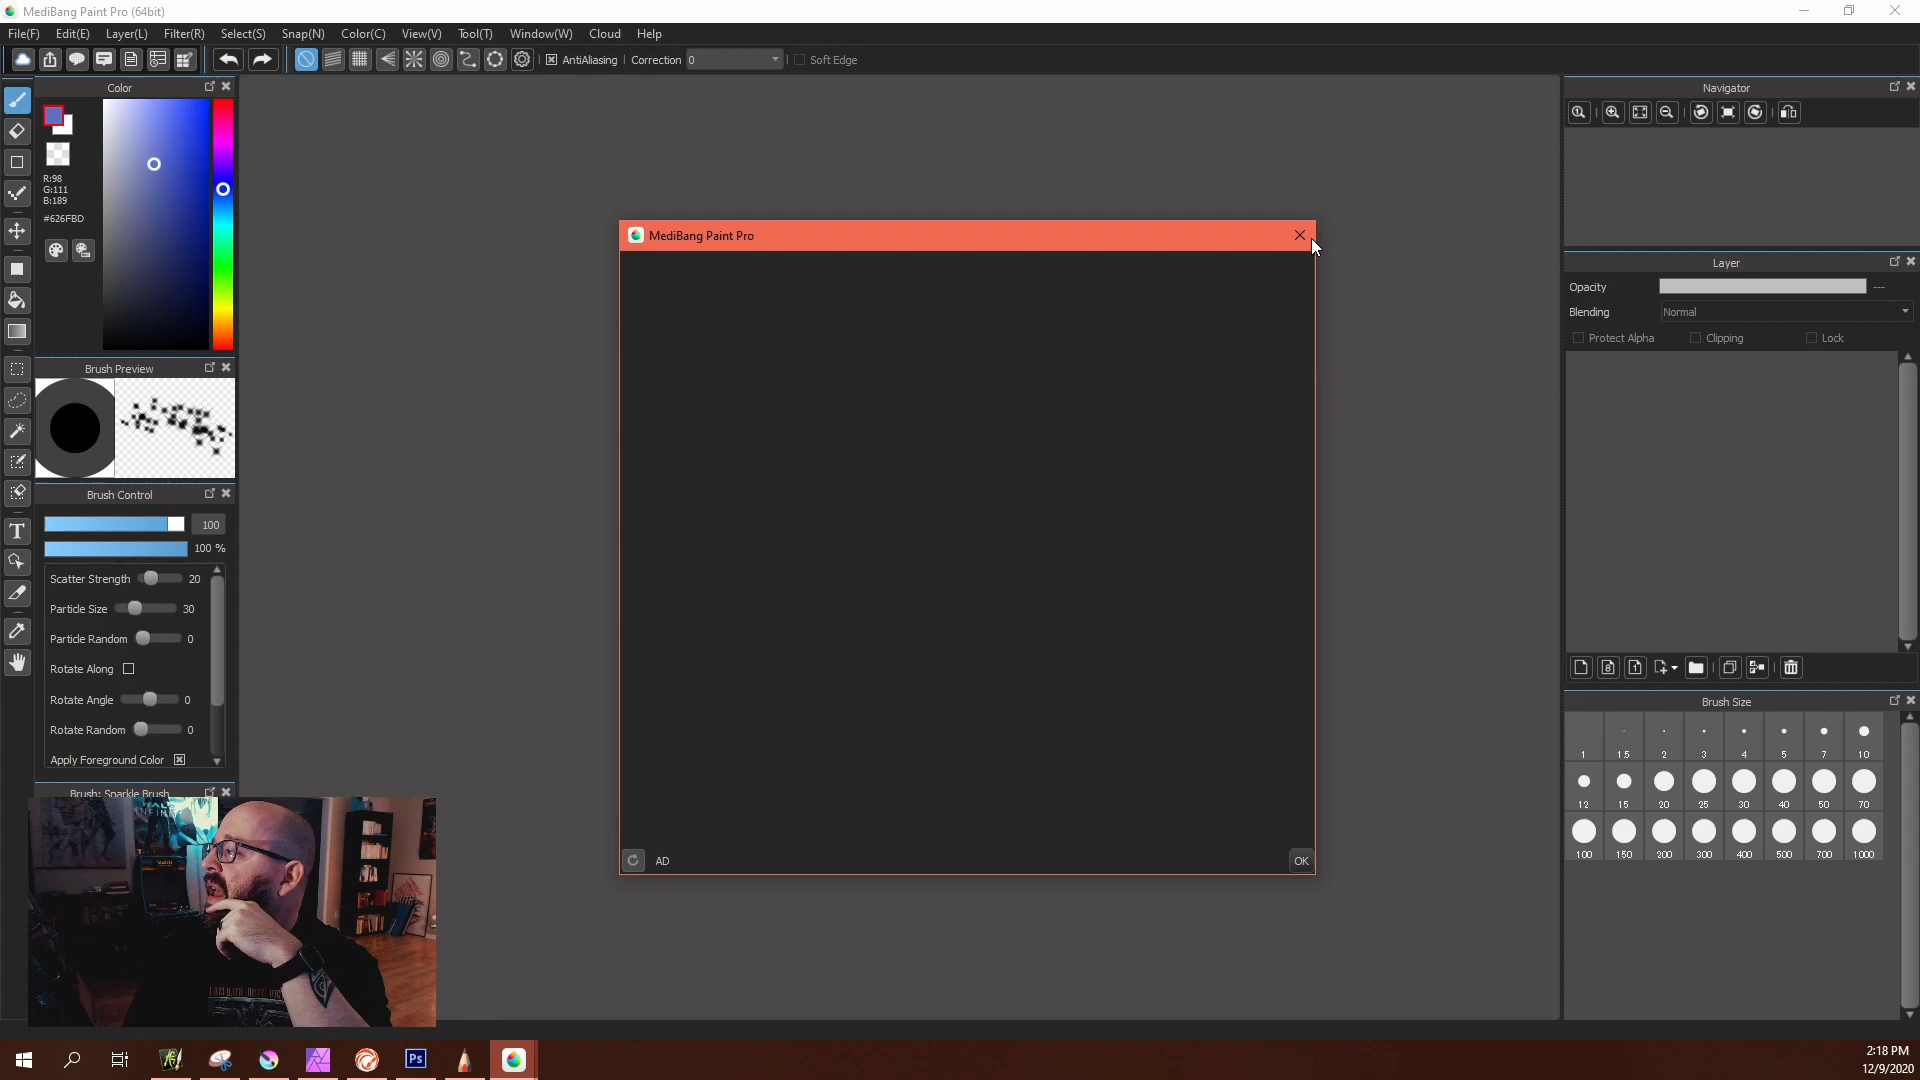 MediBang Paint Pro (64bit)
File(F) Edit(E) Layer(L) Filter(R) Select(S) Snap(N) Color(C) View(V) Tool(T) Window(W) Cloud Help
AntiAliasing Correction 0 Soft Edge
Color
R:98
G:111
B:189
#626FBD
Brush Preview
Brush Control
100
100 %
Scatter Strength 20
Particle Size 30
Particle Random 0
Rotate Along
Rotate Angle 0
Rotate Random 0
Apply Foreground Color
Brush: Sparkle Brush
MediBang Paint Pro
AD
OK
Navigator
Layer
Opacity ---
Blending Normal
Protect Alpha Clipping Lock
Brush Size
1 1.5 2 3 4 5 7 10
12 15 20 25 30 40 50 70
100 150 200 300 400 500 700 1000
T
Ps
2:18 PM
12/9/2020